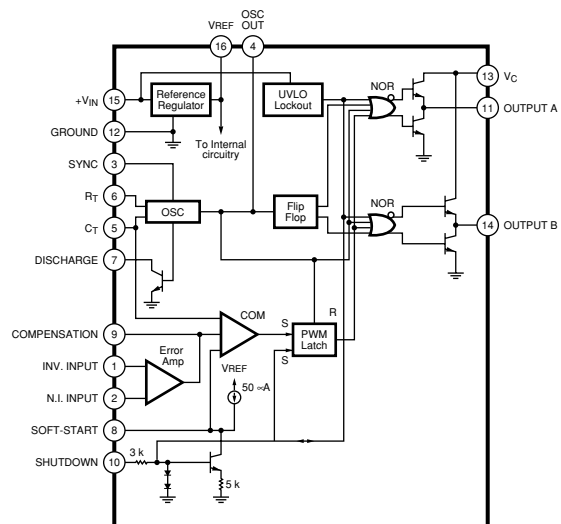 VREF
OSC
OUT
16
4
15
+VIN
Reference
Regulator
UVLO
Lockout
NOR
13
VC
11
OUTPUT A
GROUND
12
To Internal
circuitry
SYNC
3
RT
6
OSC
Flip
Flop
NOR
CT
5
14
OUTPUT B
DISCHARGE
7
COM
R
S
PWM
Latch
S
COMPENSATION
9
Error
Amp
INV. INPUT
1
VREF
50 ∝A
N.I. INPUT
2
SOFT-START
8
SHUTDOWN
10
3 k
5 k